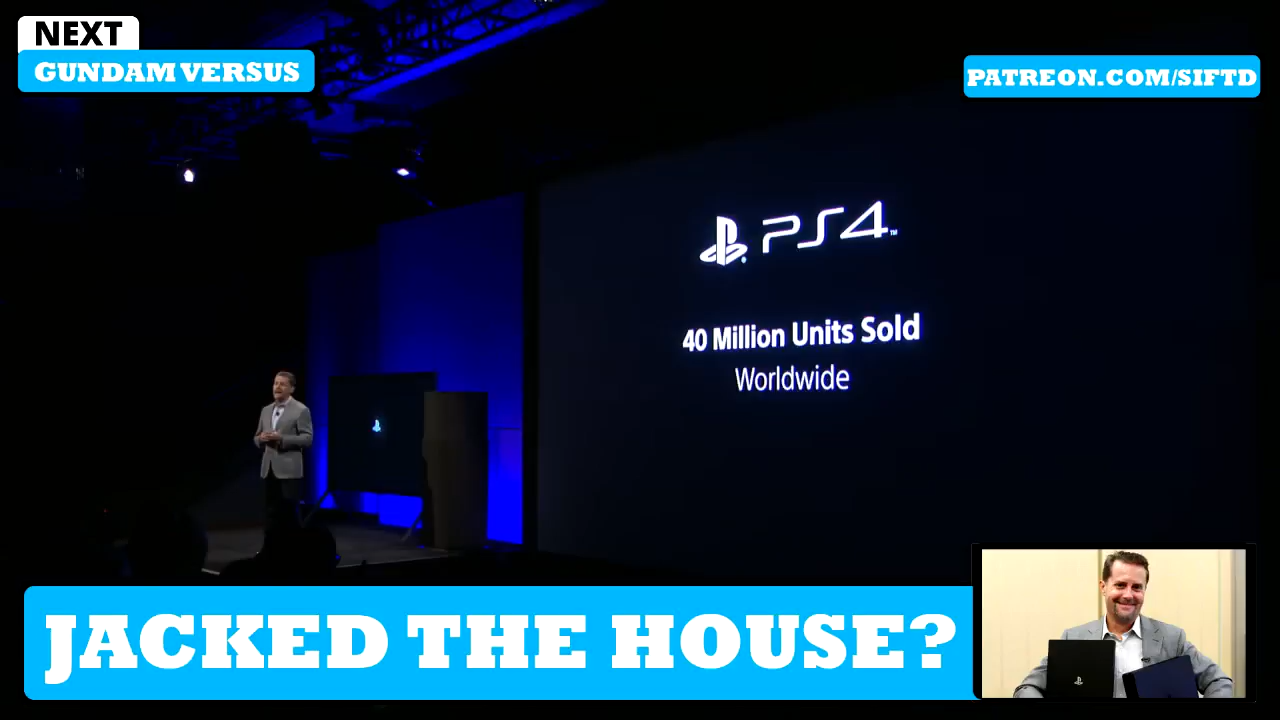 NEXT
GUNDAM VERSUS
PATREON.COM/SIFTD
PS4
40 Million Units Sold
Worldwide
JACKED THE HOUSE?